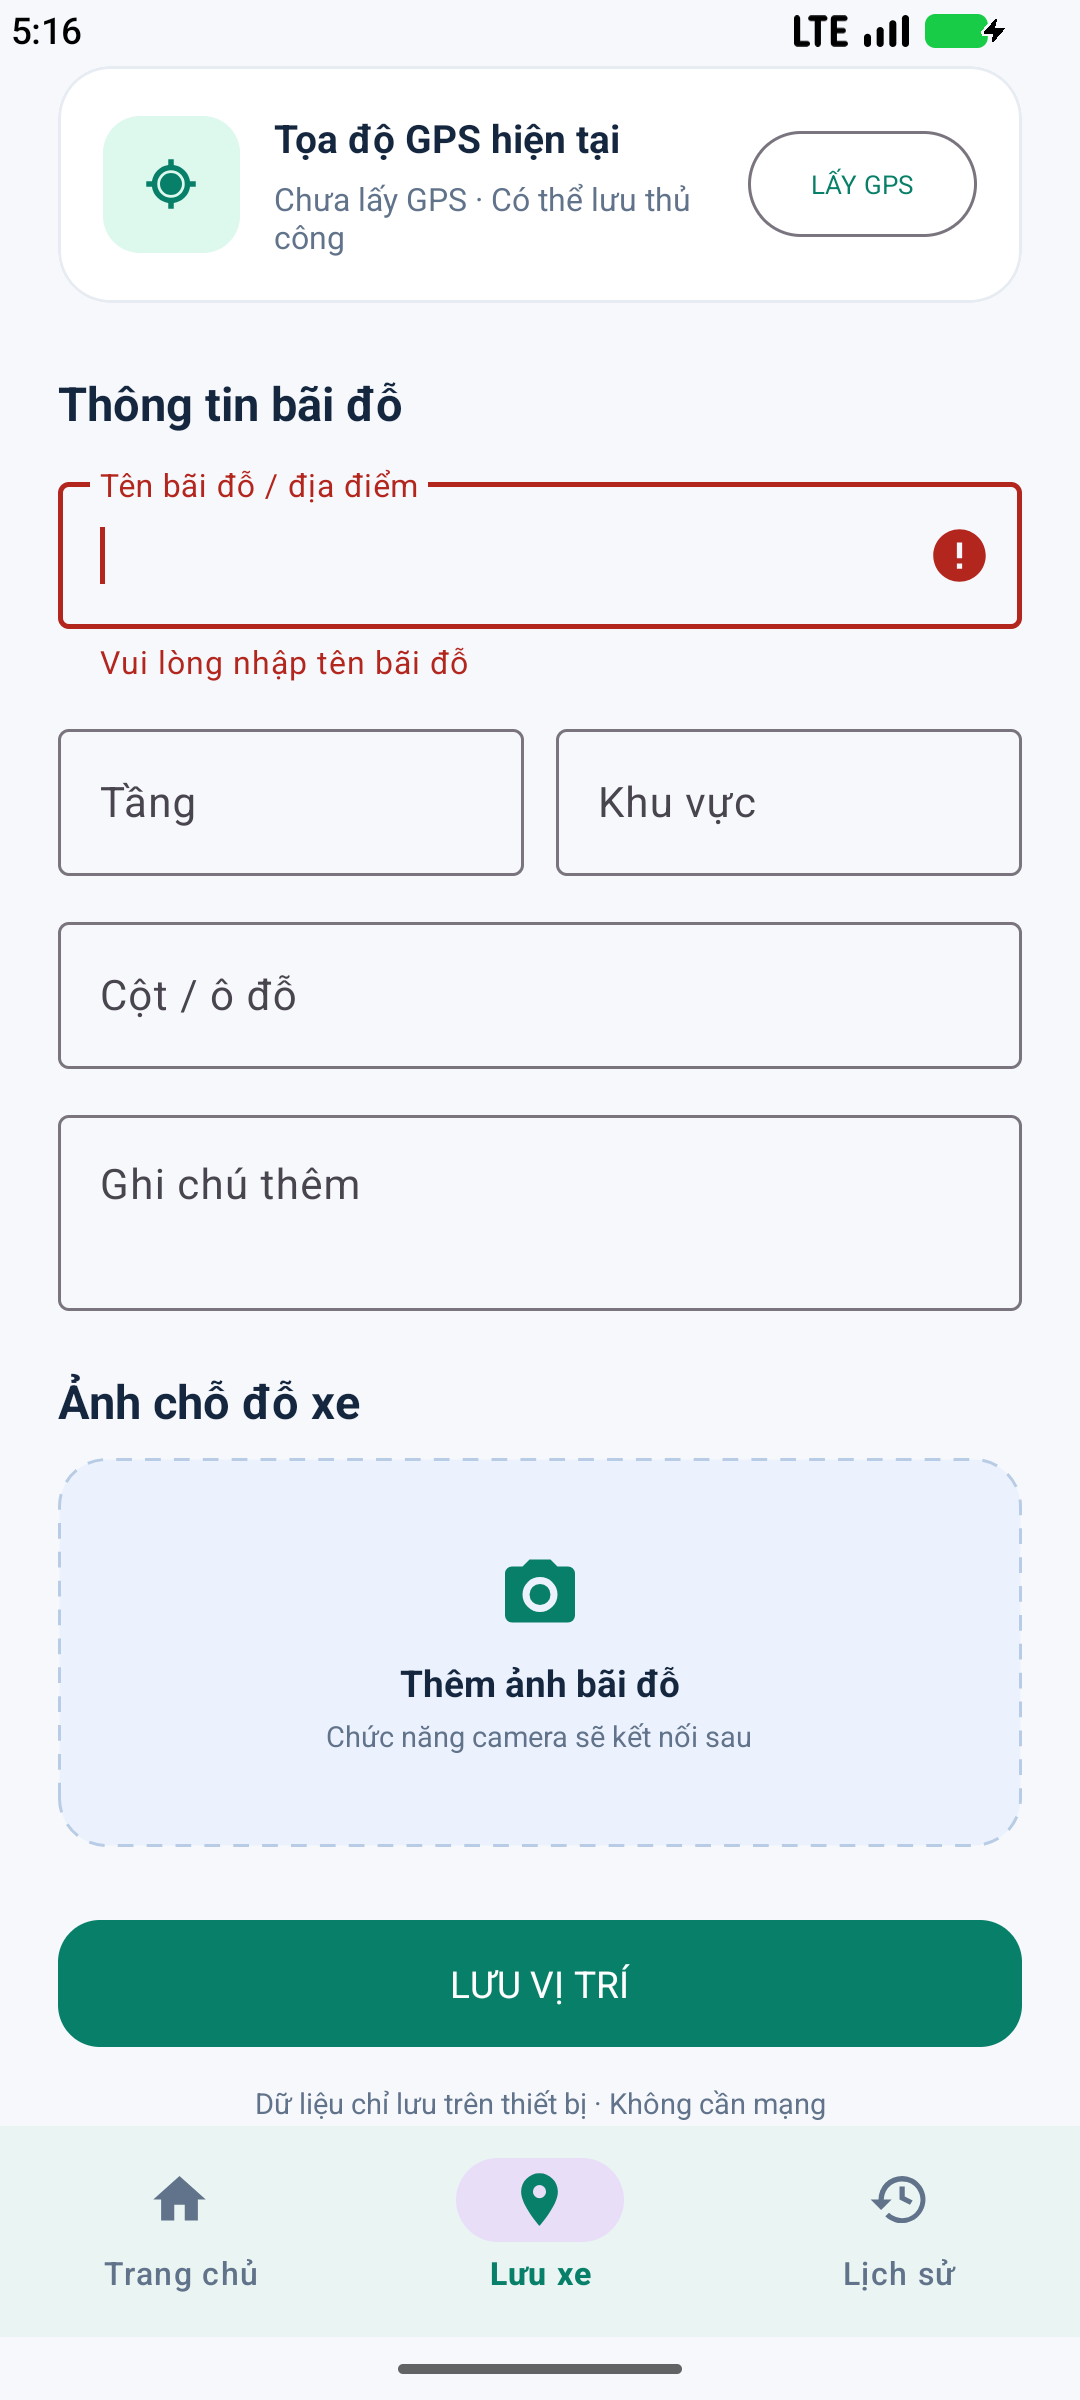 5:16
LTE
Tọa độ GPS hiện tại
Chưa lấy GPS · Có thể lưu thủ
công
LẤY GPS
Thông tin bãi đỗ
Tên bãi đỗ / địa điểm
Vui lòng nhập tên bãi đỗ
Tầng
Khu vực
Cột / ô đỗ
Ghi chú thêm
Ảnh chỗ đỗ xe
Thêm ảnh bãi đỗ
Chức năng camera sẽ kết nối sau
LƯU VỊ TRÍ
Dữ liệu chỉ lưu trên thiết bị · Không cần mạng
Trang chủ
Lưu xe
Lịch sử